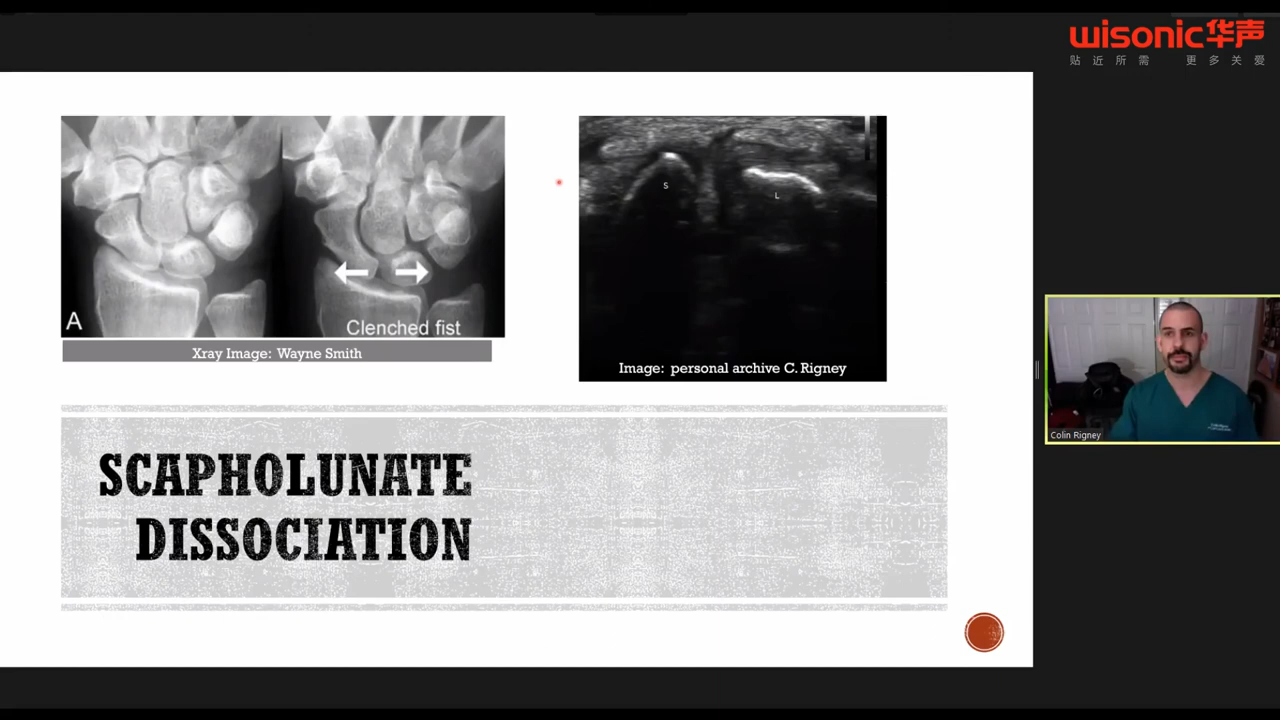 wisonic华声
贴近所需 更多关爱
A
Clenched fist
Xray Image: Wayne Smith
S
L
Image: personal archive C. Rigney
SCAPHOLUNATE
DISSOCIATION
Colin Rigney